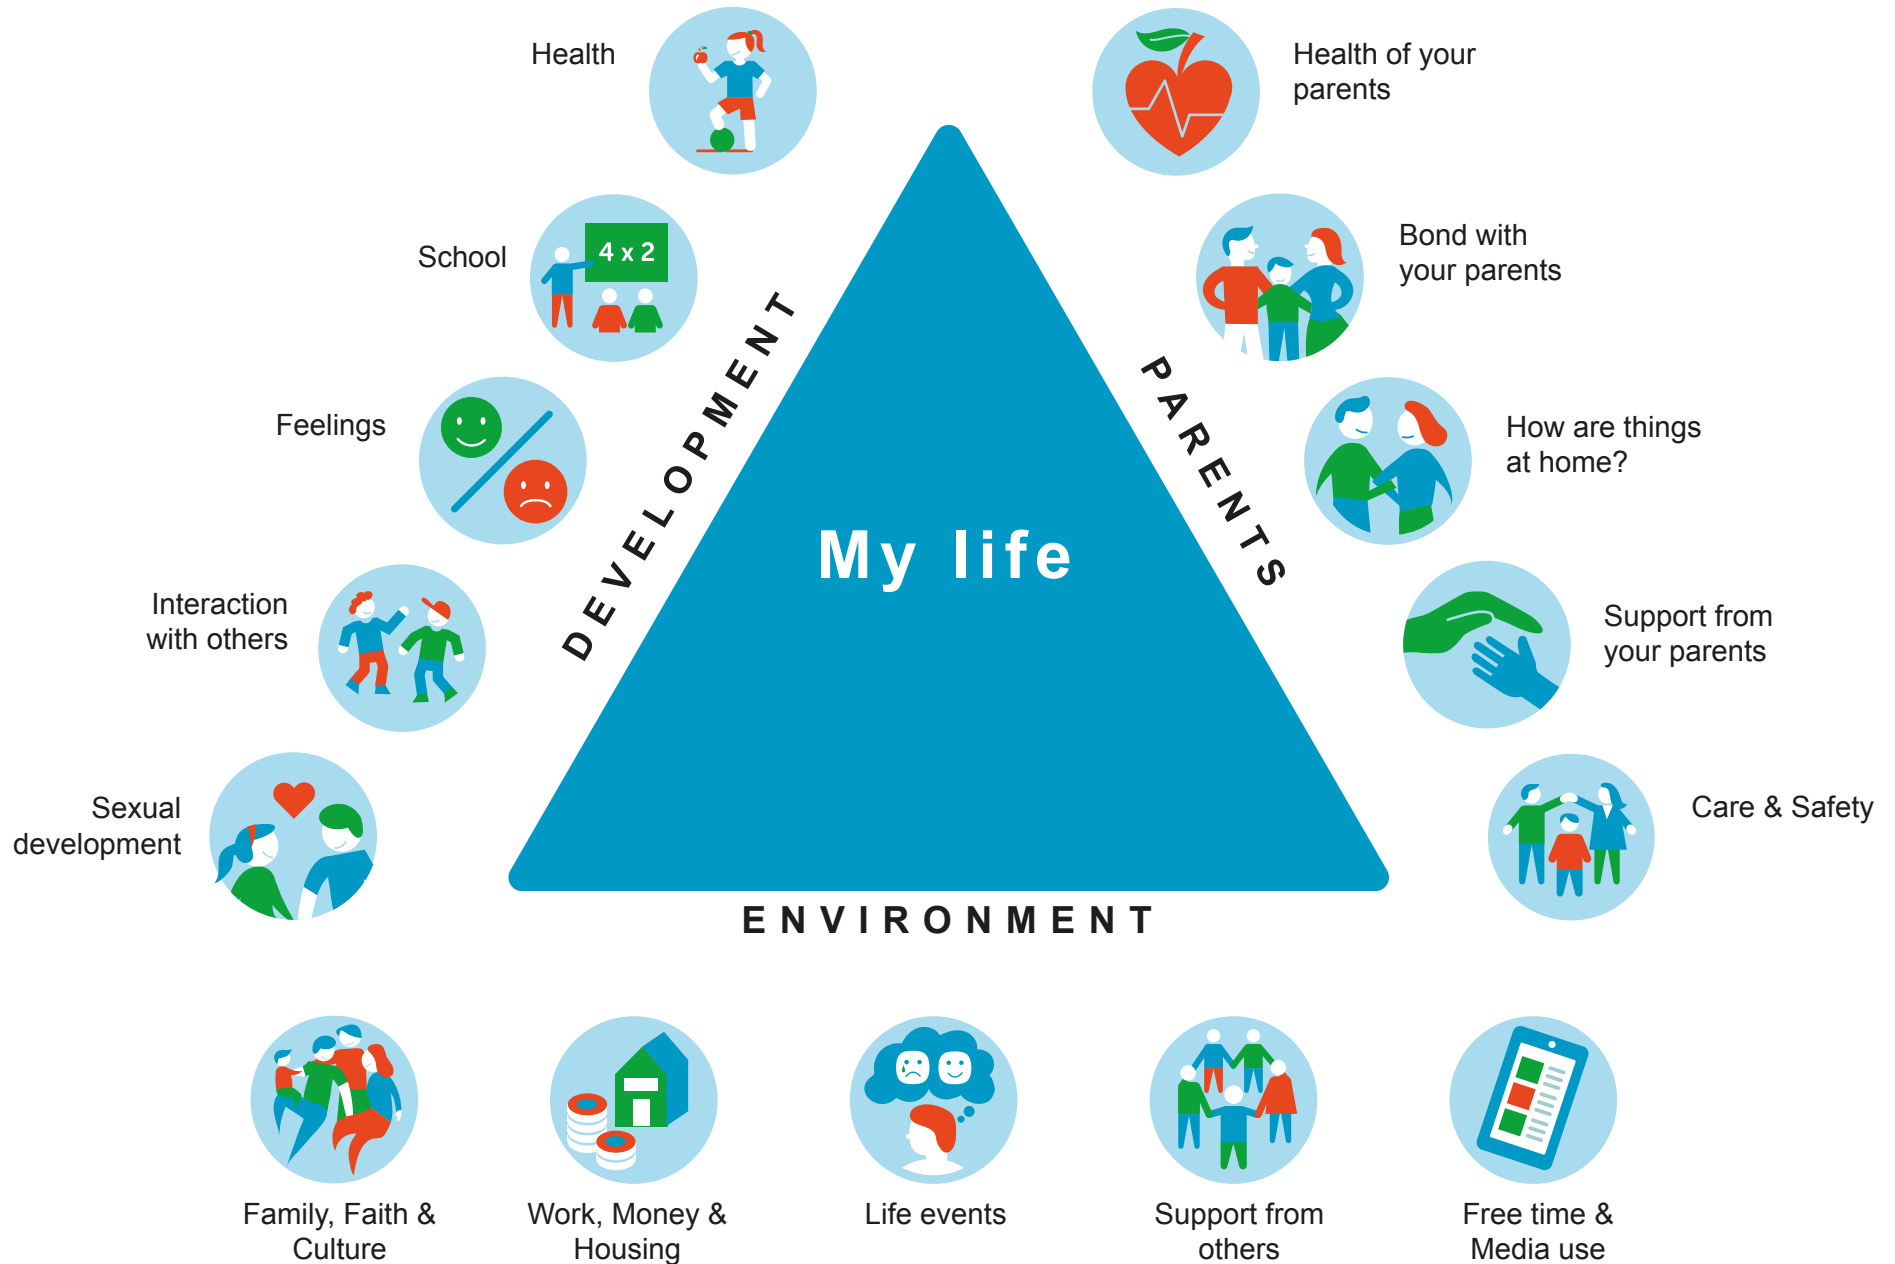 Health
School
4 x 2
Feelings
Interaction
with others
Sexual
development
DEVELOPMENT
My life
PARENTS
Health of your
parents
Bond with
your parents
How are things
at home?
Support from
your parents
Care & Safety
ENVIRONMENT
Family, Faith &
Culture
Work, Money &
Housing
Life events
Support from
others
Free time &
Media use